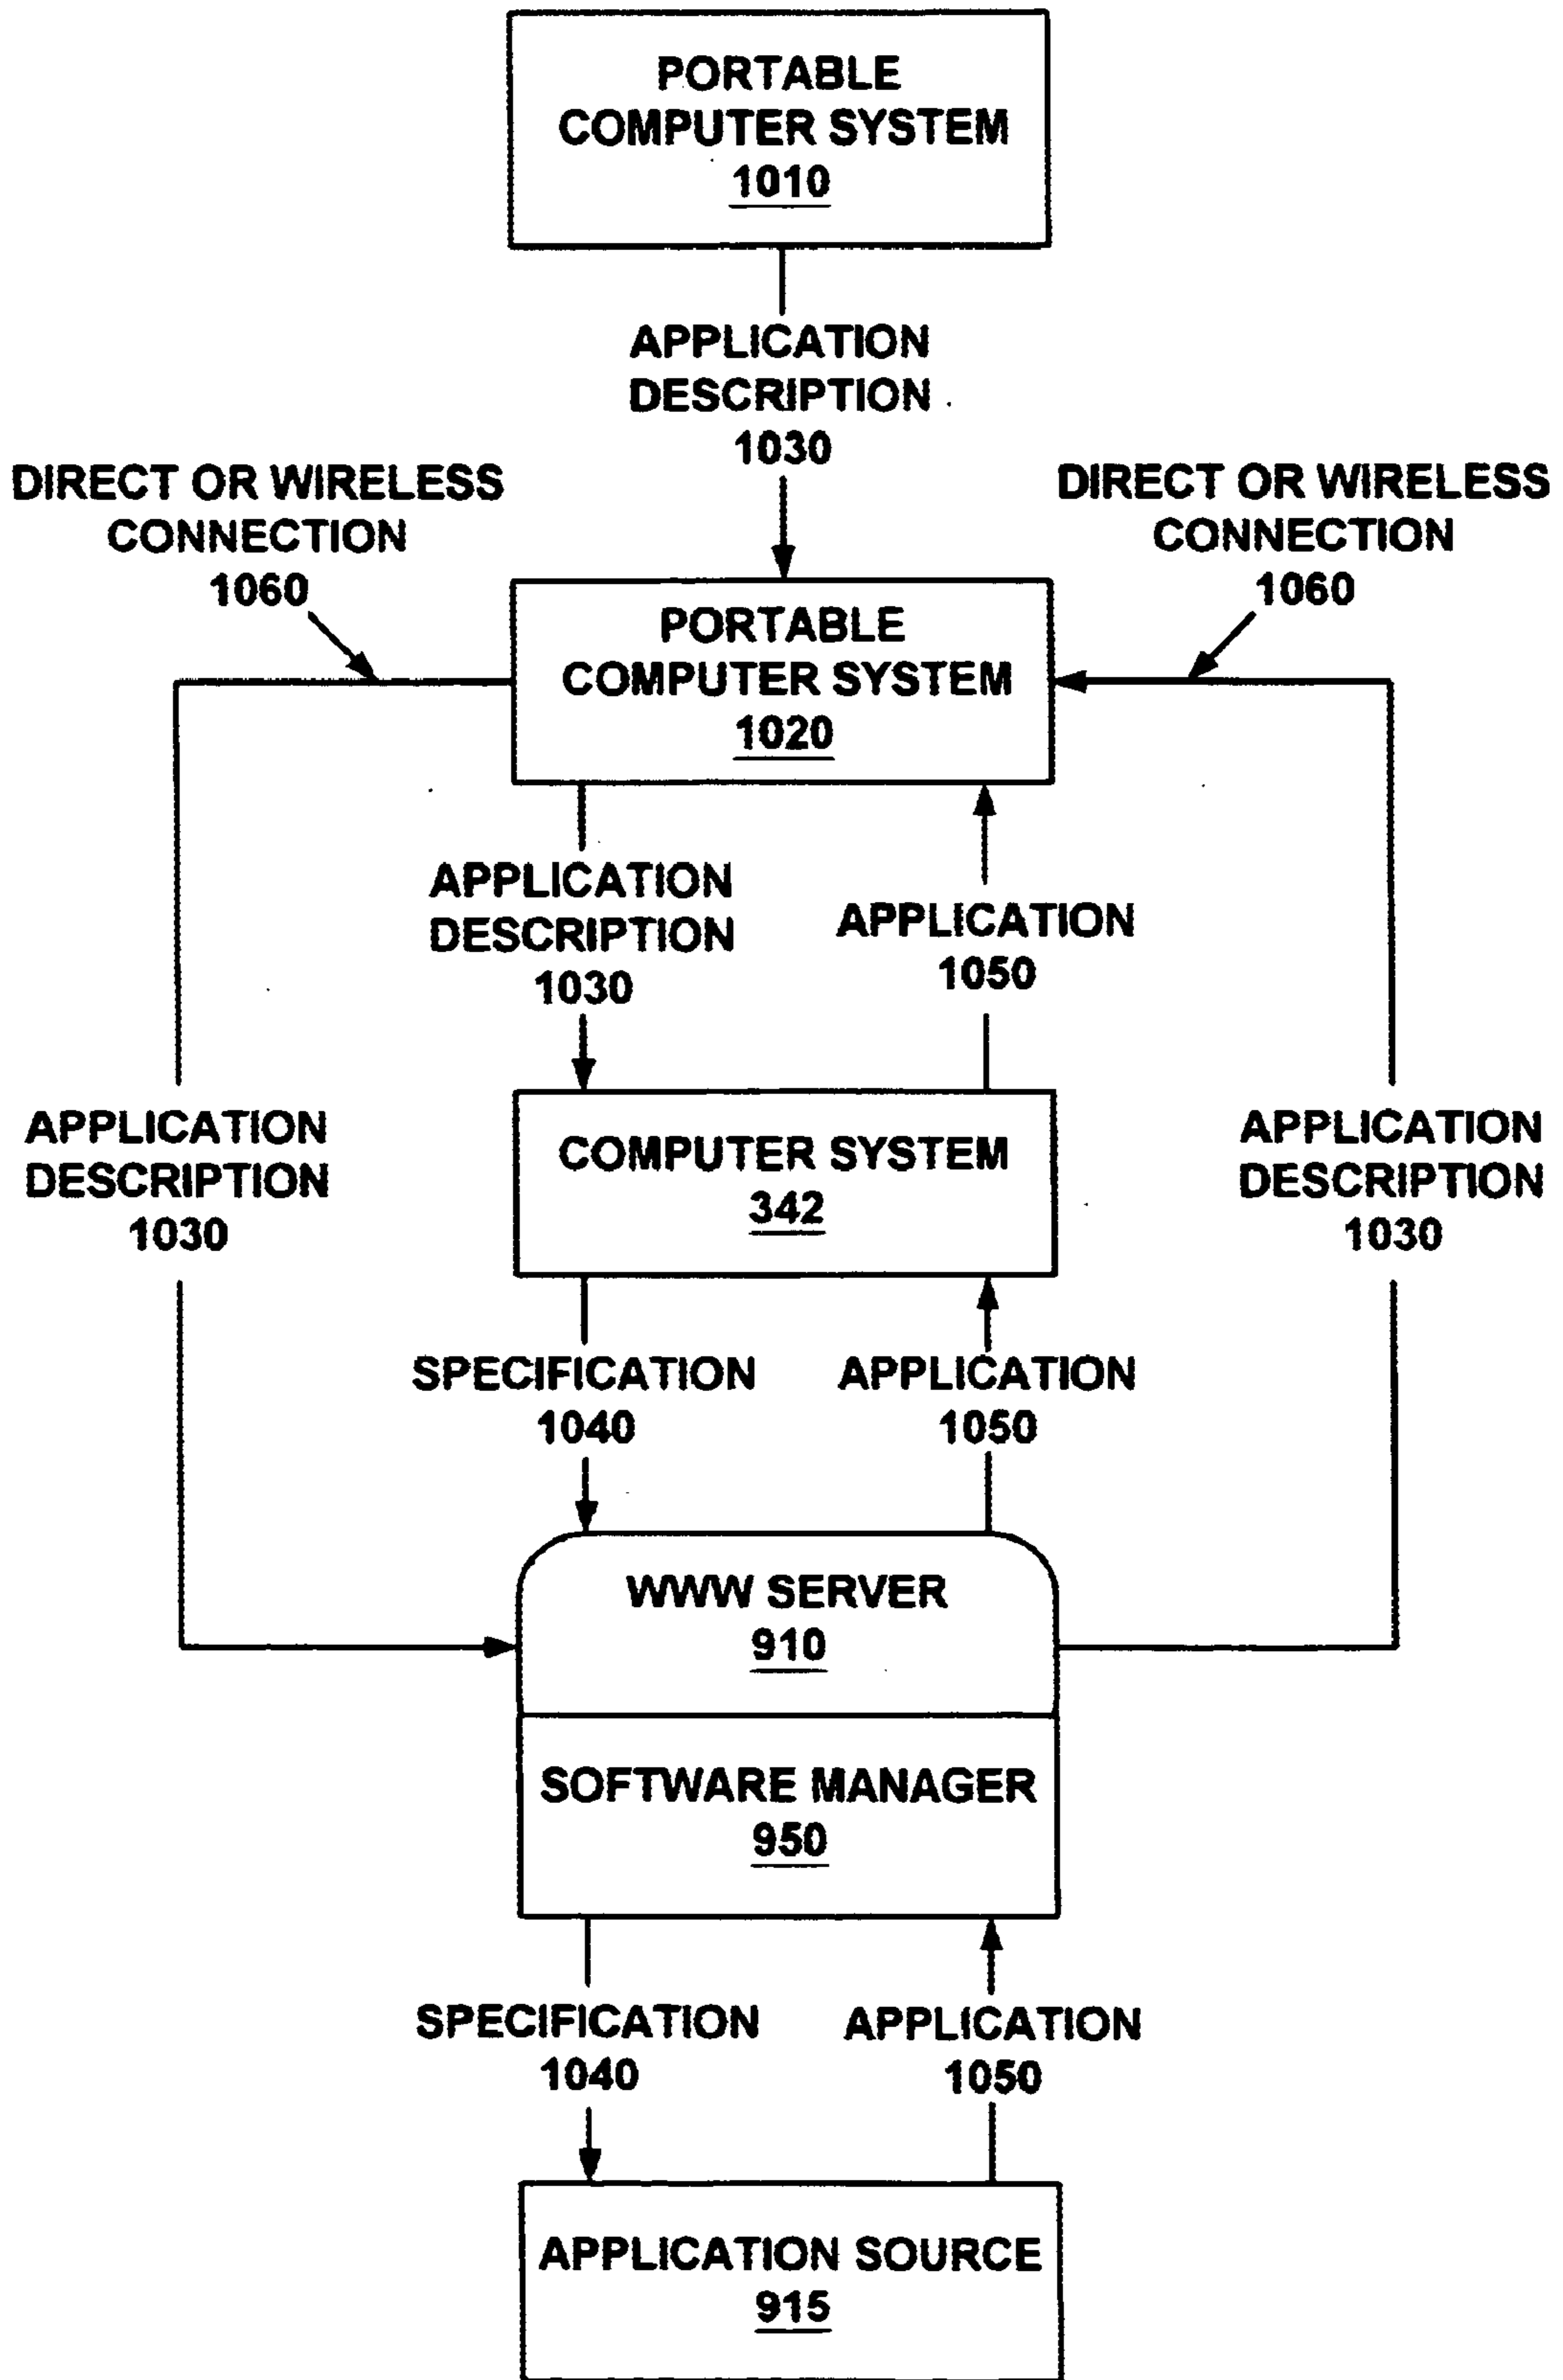 PORTABLE
COMPUTER SYSTEM
1010
APPLICATION
DESCRIPTION
1030
DIRECT OR WIRELESS
CONNECTION
1060
DIRECT OR WIRELESS
CONNECTION
1060
PORTABLE
COMPUTER SYSTEM
1020
APPLICATION
DESCRIPTION
1030
APPLICATION
1050
APPLICATION
DESCRIPTION
1030
COMPUTER SYSTEM
342
APPLICATION
DESCRIPTION
1030
SPECIFICATION
1040
APPLICATION
1050
WWW SERVER
910
SOFTWARE MANAGER
950
SPECIFICATION
1040
APPLICATION
1050
APPLICATION SOURCE
915